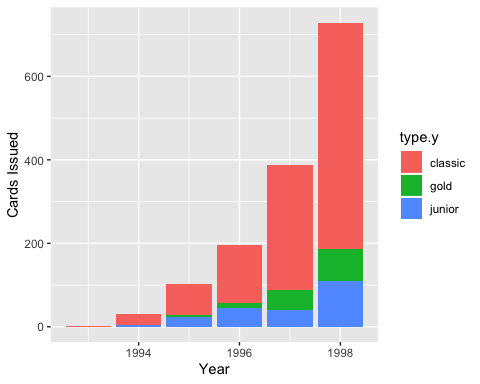 Cards Issued
600
400
200
0
1994 1996 1998
Year
type.y
classic
gold
junior